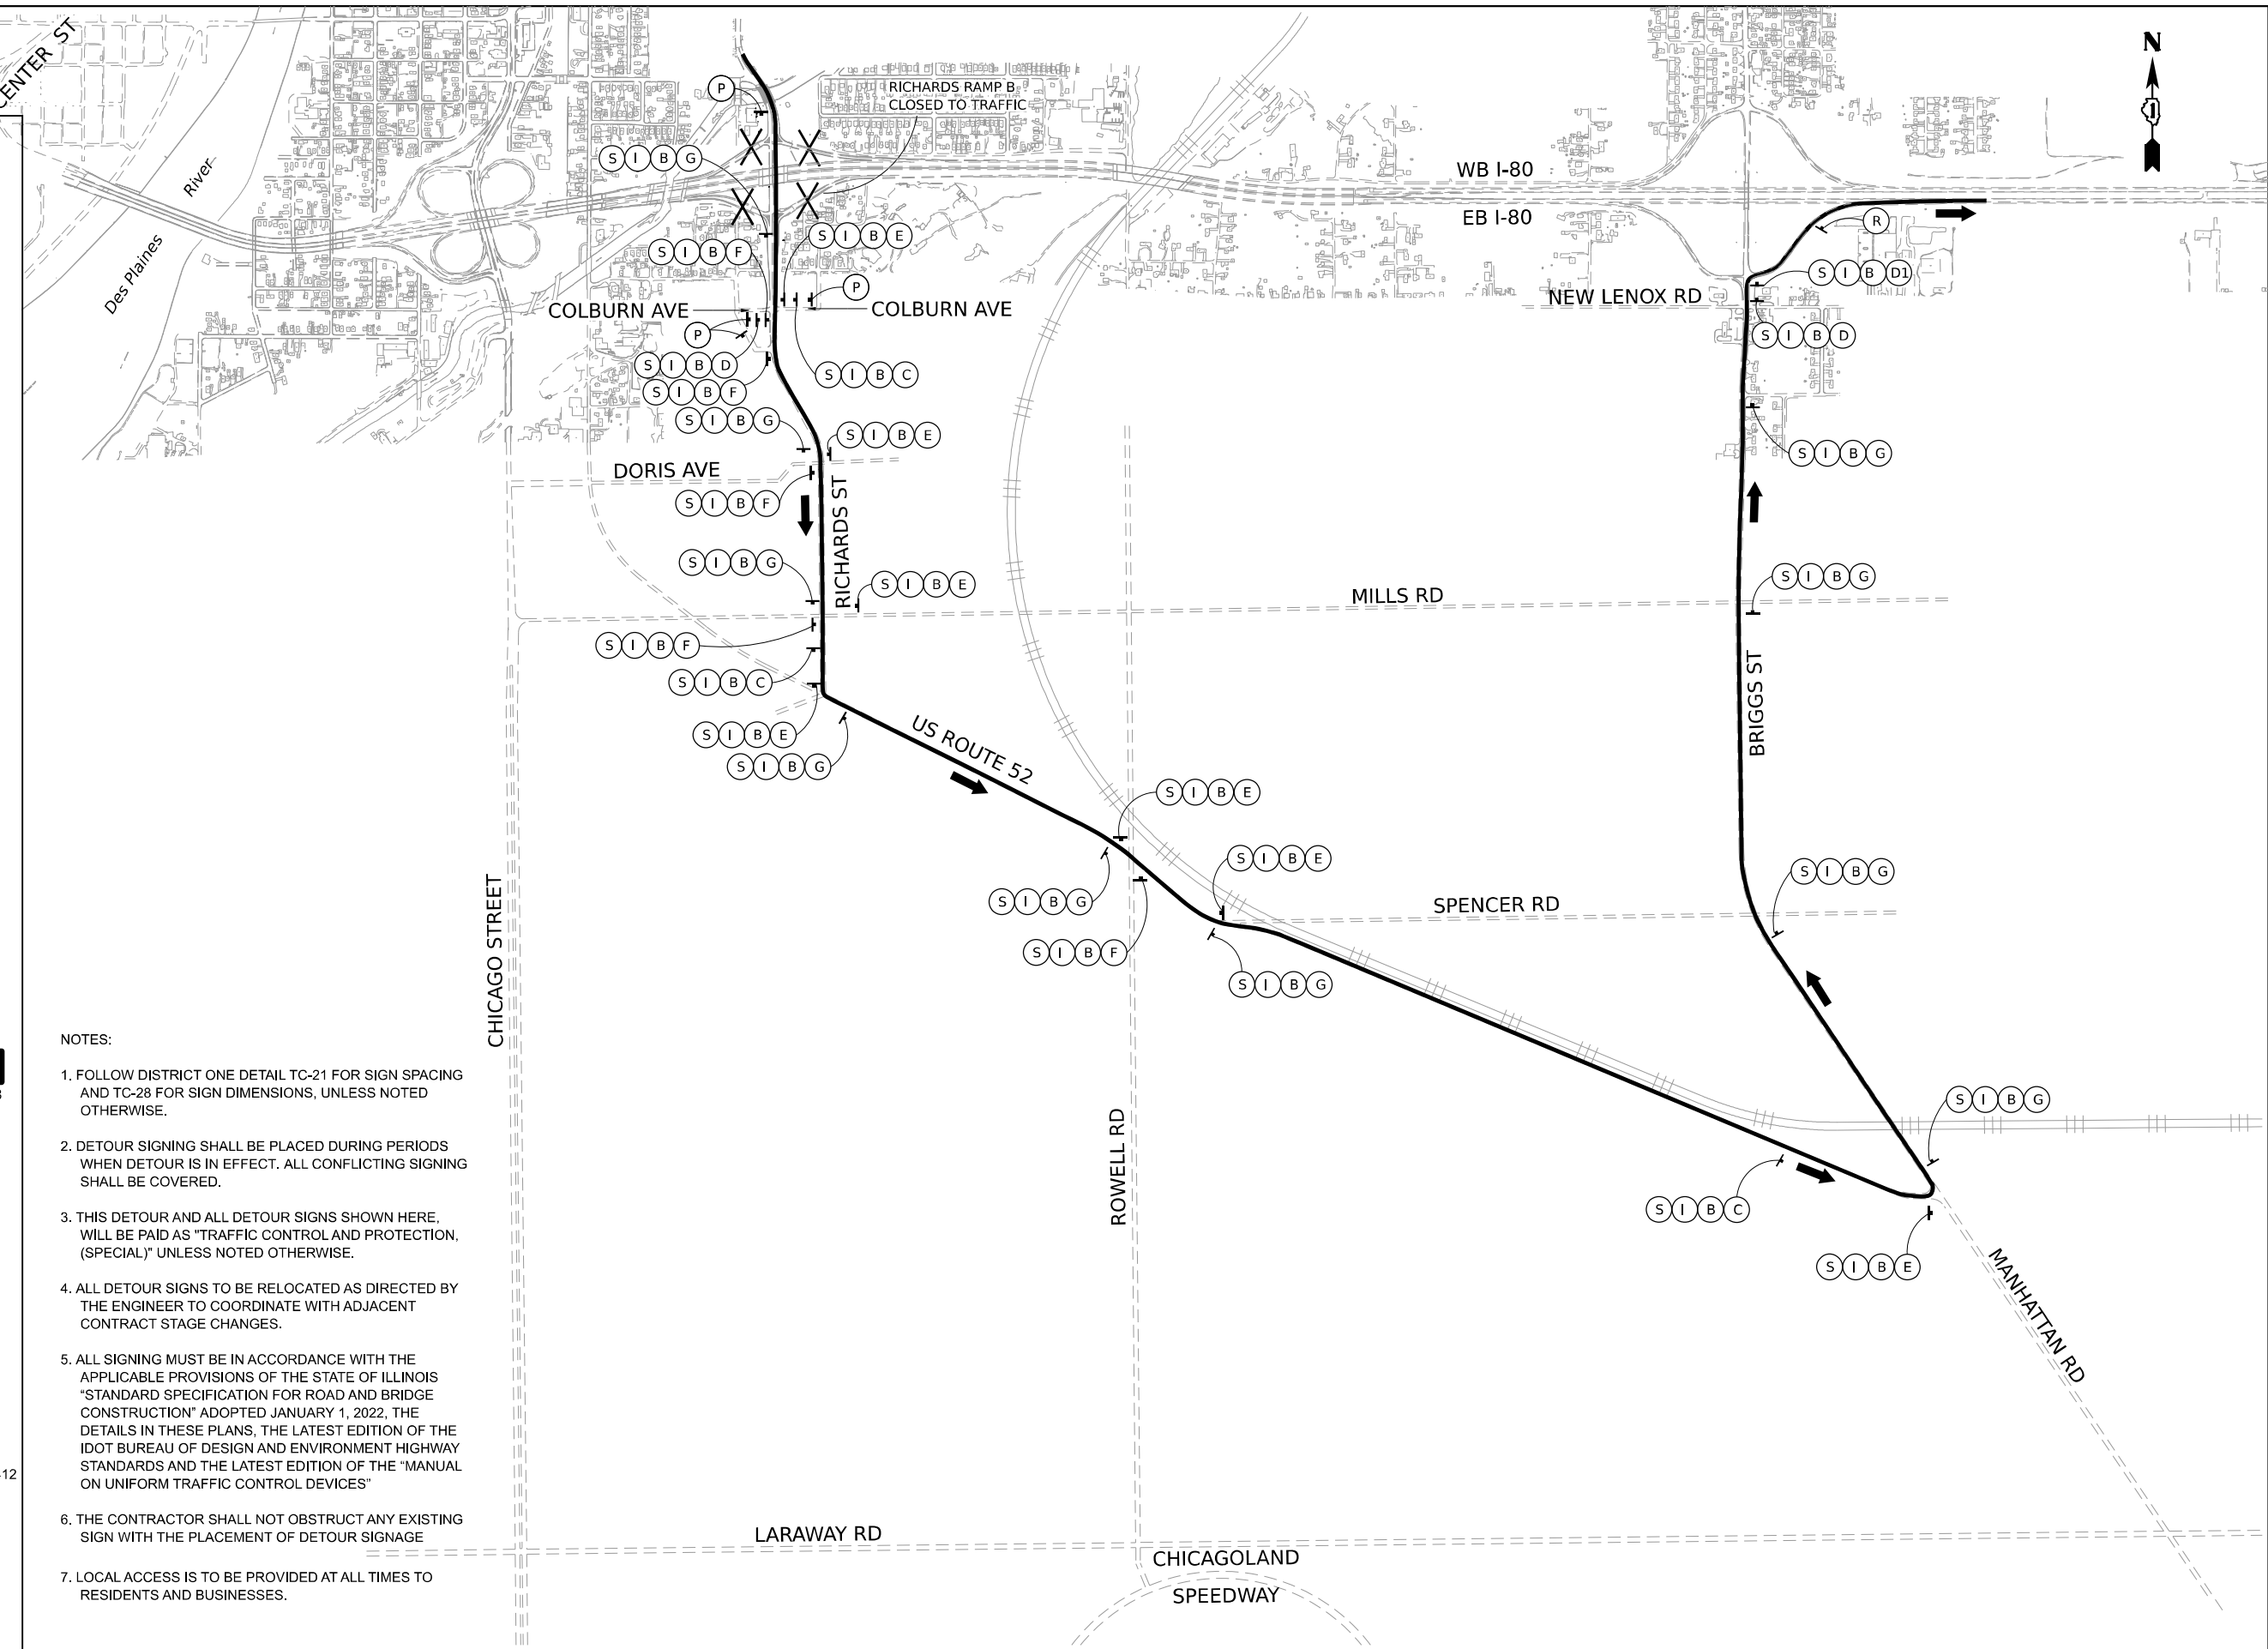 CENTER ST
N
P
RICHARDS RAMP B
CLOSED TO TRAFFIC
S I B G
WB I-80
River
EB I-80
R
S I B E
S I B F
Des Plaines
S I B D1
P
NEW LENOX RD
COLBURN AVE
COLBURN AVE
P
S I B D
S I B D
S I B C
S I B F
S I B G
S I B E
S I B G
DORIS AVE
S I B F
RICHARDS ST
S I B G
S I B G
S I B E
MILLS RD
S I B F
S I B C
BRIGGS ST
S I B E
US ROUTE 52
S I B G
S I B E
S I B E
S I B G
S I B G
SPENCER RD
CHICAGO STREET
S I B F
S I B G
S I B G
ROWELL RD
S I B C
S I B E
MANHATTAN RD
NOTES:
1. FOLLOW DISTRICT ONE DETAIL TC-21 FOR SIGN SPACING
AND TC-28 FOR SIGN DIMENSIONS, UNLESS NOTED
OTHERWISE.
2. DETOUR SIGNING SHALL BE PLACED DURING PERIODS
WHEN DETOUR IS IN EFFECT. ALL CONFLICTING SIGNING
SHALL BE COVERED.
3. THIS DETOUR AND ALL DETOUR SIGNS SHOWN HERE,
WILL BE PAID AS "TRAFFIC CONTROL AND PROTECTION,
(SPECIAL)" UNLESS NOTED OTHERWISE.
4. ALL DETOUR SIGNS TO BE RELOCATED AS DIRECTED BY
THE ENGINEER TO COORDINATE WITH ADJACENT
CONTRACT STAGE CHANGES.
5. ALL SIGNING MUST BE IN ACCORDANCE WITH THE
APPLICABLE PROVISIONS OF THE STATE OF ILLINOIS
"STANDARD SPECIFICATION FOR ROAD AND BRIDGE
CONSTRUCTION" ADOPTED JANUARY 1, 2022, THE
DETAILS IN THESE PLANS, THE LATEST EDITION OF THE
IDOT BUREAU OF DESIGN AND ENVIRONMENT HIGHWAY
STANDARDS AND THE LATEST EDITION OF THE "MANUAL
ON UNIFORM TRAFFIC CONTROL DEVICES"
6. THE CONTRACTOR SHALL NOT OBSTRUCT ANY EXISTING
SIGN WITH THE PLACEMENT OF DETOUR SIGNAGE
7. LOCAL ACCESS IS TO BE PROVIDED AT ALL TIMES TO
RESIDENTS AND BUSINESSES.
12
LARAWAY RD
CHICAGOLAND
SPEEDWAY